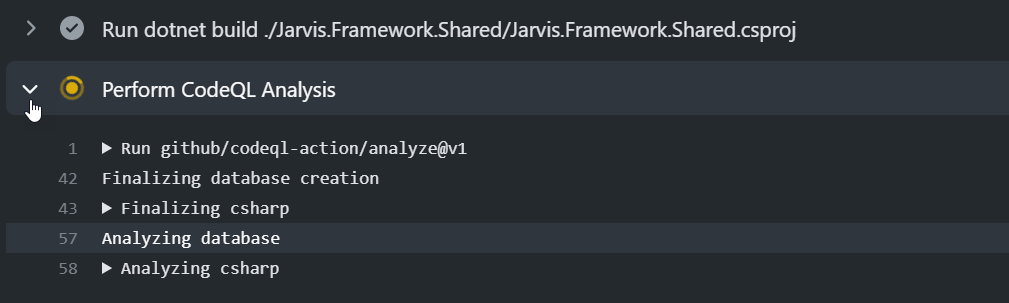 Run dotnet build ./Jarvis.Framework.Shared/Jarvis.Framework.Shared.csproj
Perform CodeQL Analysis
1 ▶ Run github/codeql-action/analyze@v1
42 Finalizing database creation
43 ▶ Finalizing csharp
57 Analyzing database
58 ▶ Analyzing csharp